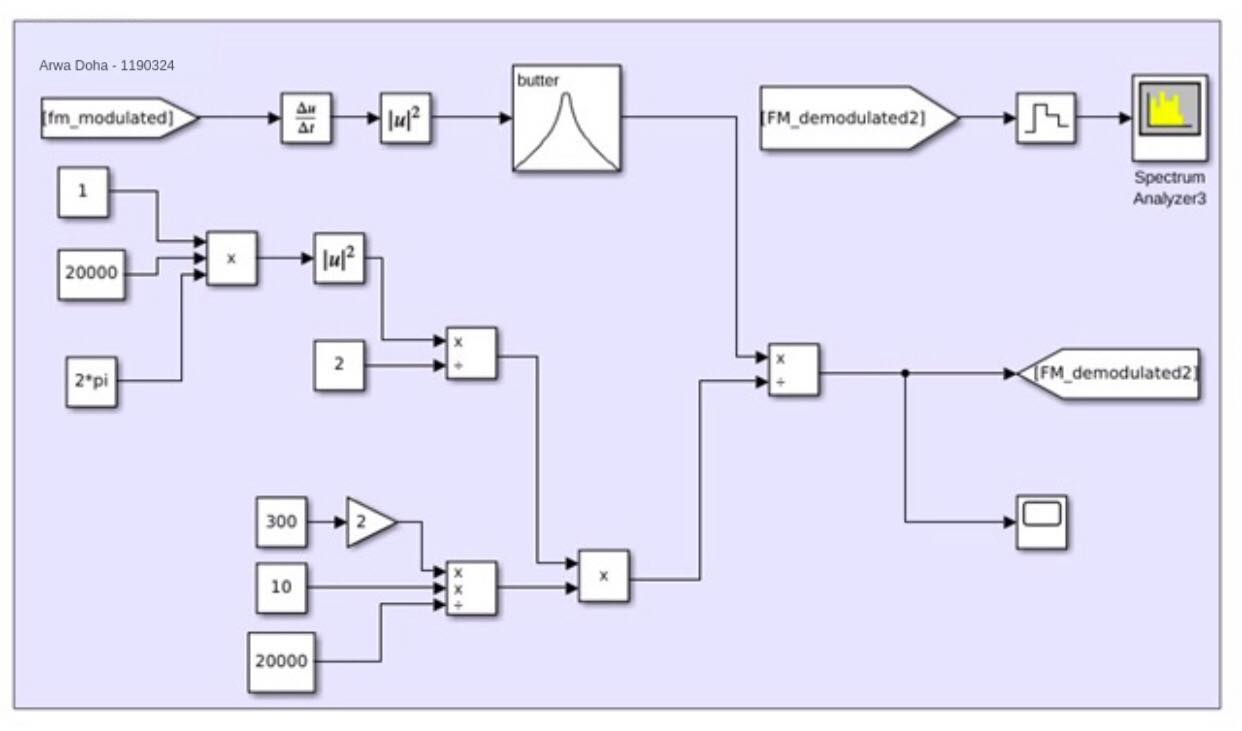 Arwa Doha - 1190324
butter
[fm_modulated]
Δu
Δt
|u|²
[FM_demodulated2]
Spectrum
Analyzer3
1
20000
x
|u|²
2*pi
2
x
÷
x
÷
[FM_demodulated2]
300
2
10
x
x
÷
x
20000